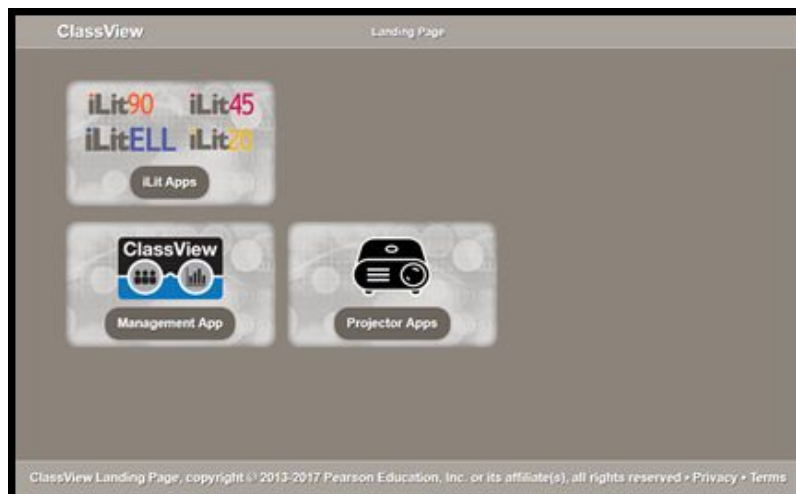 ClassView
Landing Page
iLit90 iLit45
iLitELL iLit20
iLit Apps
ClassView
Management App
Projector Apps
ClassView Landing Page, copyright © 2013-2017 Pearson Education, Inc. or its affiliate(s), all rights reserved • Privacy • Terms